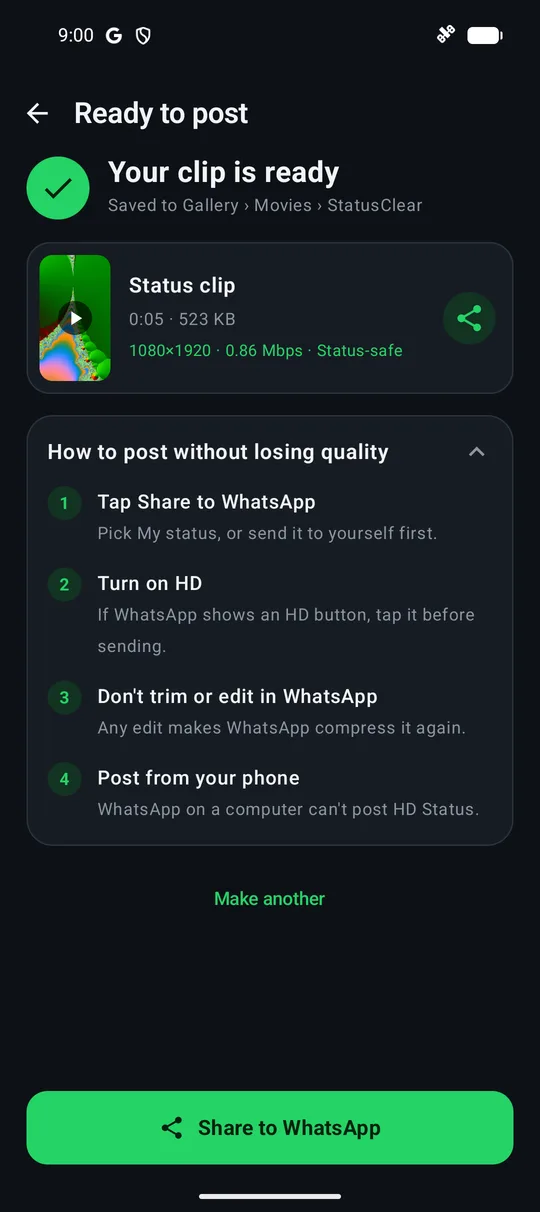 9:00
Ready to post
Your clip is ready
Saved to Gallery › Movies › StatusClear
Status clip
0:05 · 523 KB
1080×1920 · 0.86 Mbps · Status-safe
How to post without losing quality
1
Tap Share to WhatsApp
Pick My status, or send it to yourself first.
2
Turn on HD
If WhatsApp shows an HD button, tap it before
sending.
3
Don't trim or edit in WhatsApp
Any edit makes WhatsApp compress it again.
4
Post from your phone
WhatsApp on a computer can't post HD Status.
Make another
Share to WhatsApp